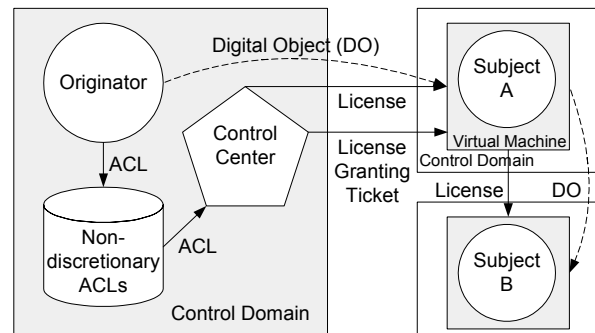 Originator
Digital Object (DO)
Subject
A
Virtual Machine
Control Domain
License
Control
Center
License
Granting
Ticket
ACL
ACL
Non-
discretionary
ACLs
Control Domain
License
DO
Subject
B